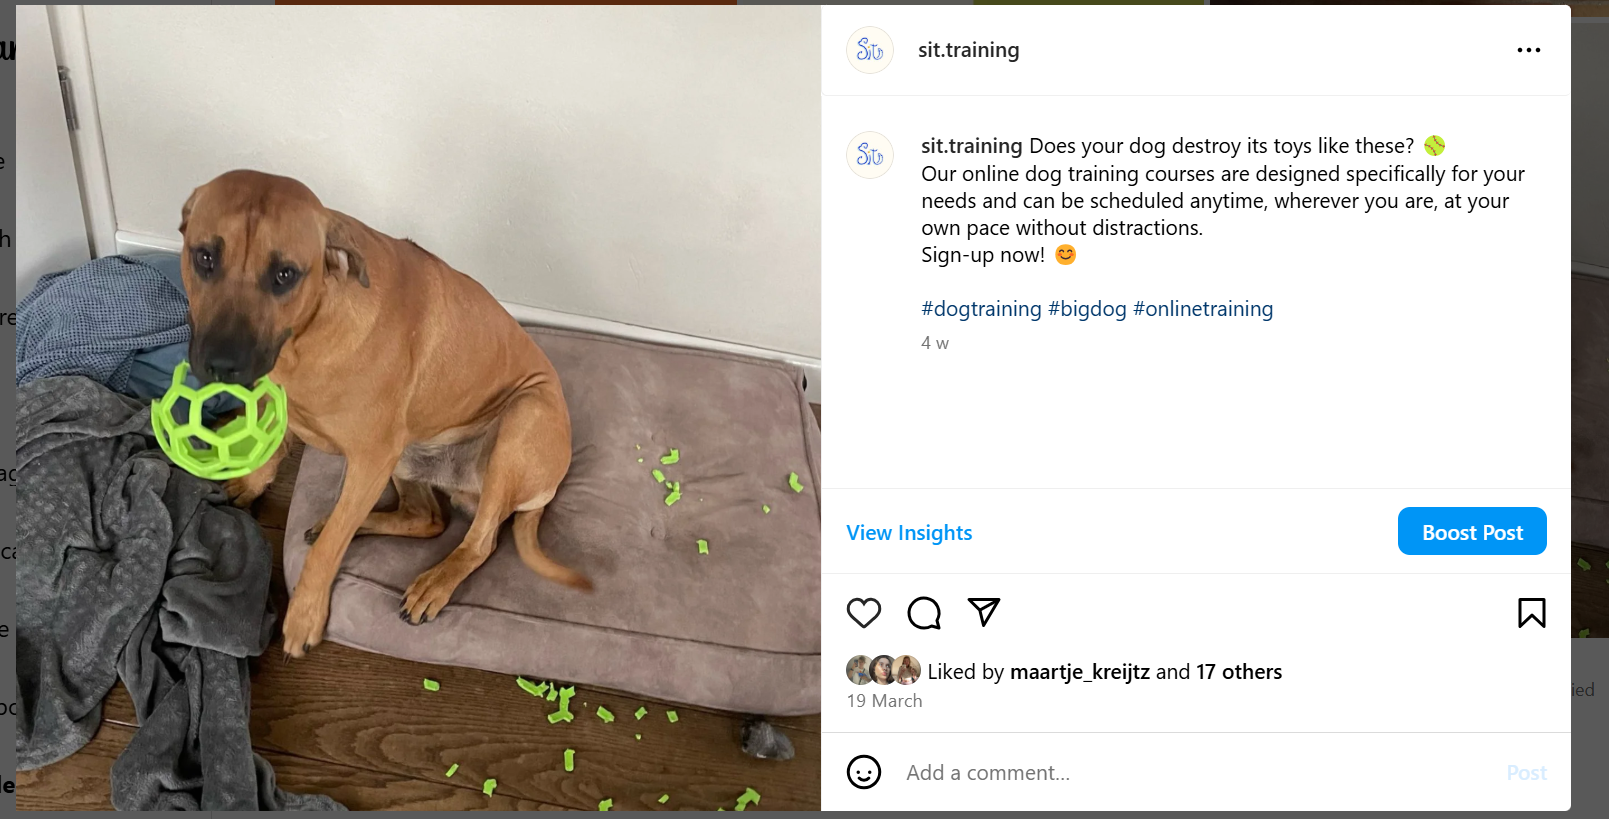 Sit
sit.training
Sit
sit.training Does your dog destroy its toys like these? 🥎
Our online dog training courses are designed specifically for your
needs and can be scheduled anytime, wherever you are, at your
own pace without distractions.
Sign-up now! 😊
#dogtraining #bigdog #onlinetraining
4 w
View Insights
Boost Post
Liked by maartje_kreijtz and 17 others
19 March
Add a comment...
Post